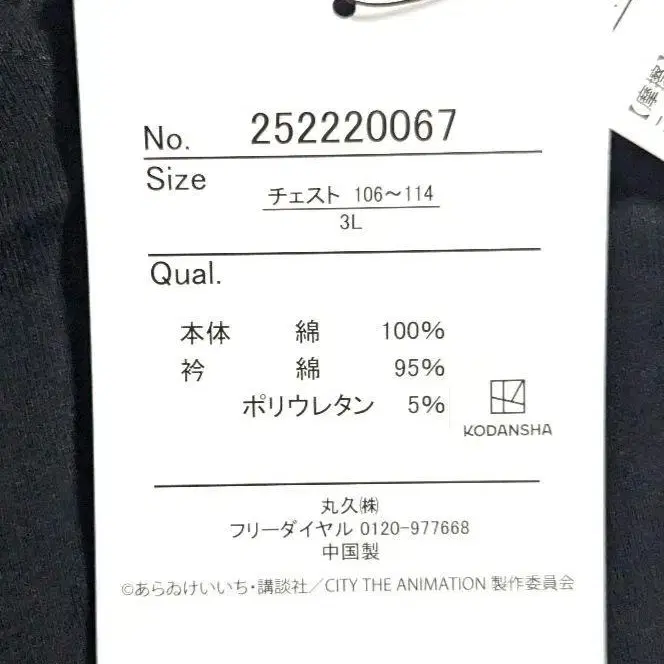 No. 252220067
Size
チェスト 106～114
3L
Qual.
本体 綿 100%
衿 綿 95%
ポリウレタン 5%
KODANSHA
丸久㈱
フリーダイヤル 0120-977668
中国製
©あらゐけいいち・講談社／CITY THE ANIMATION 製作委員会